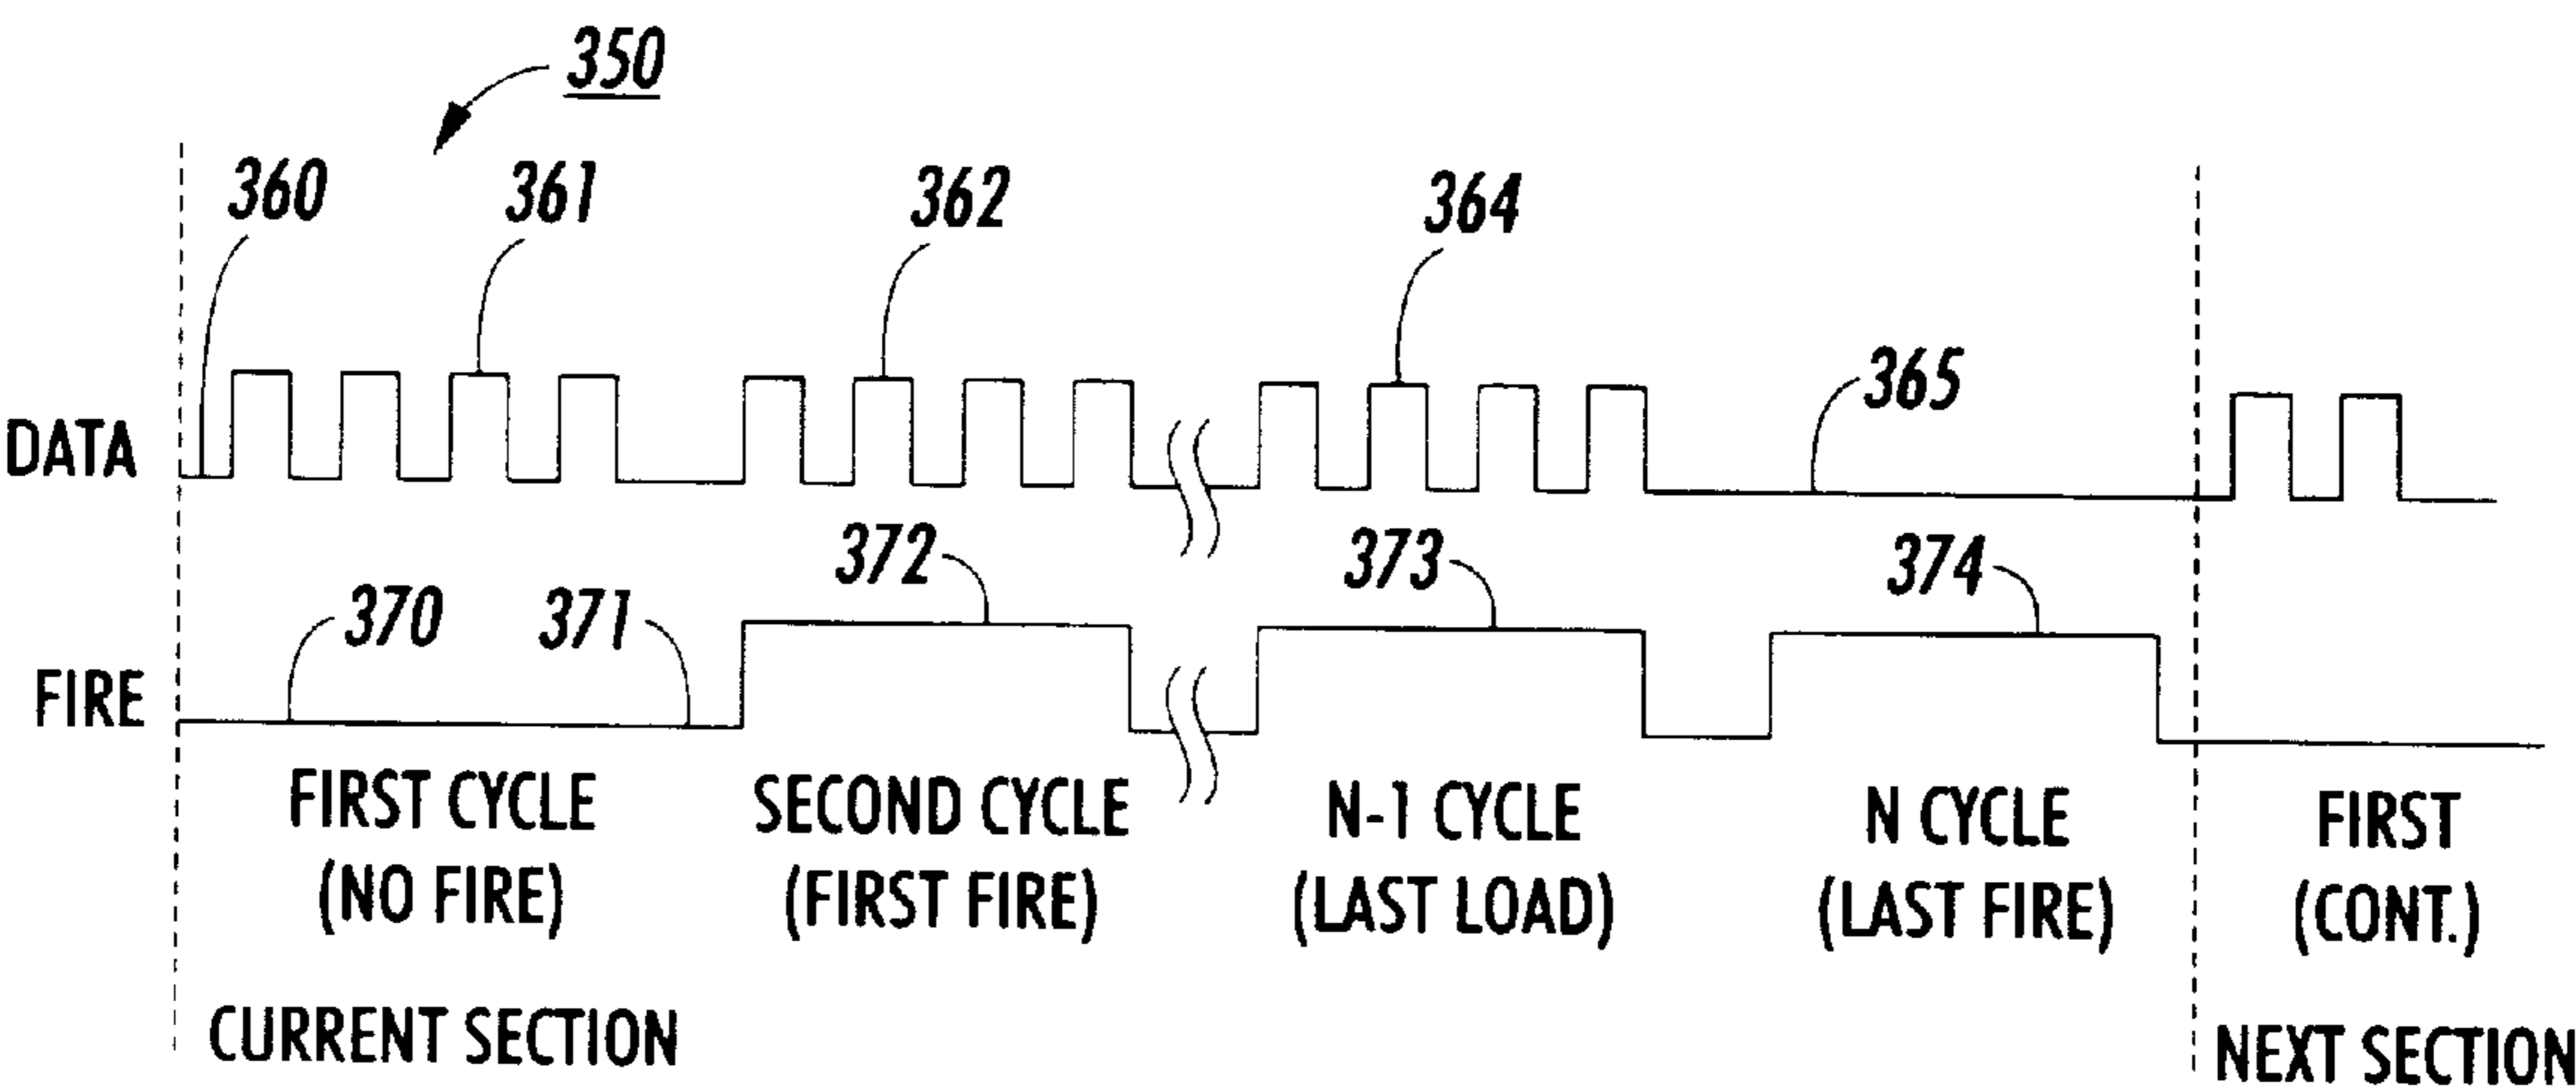 350
360
361
362
364
365
DATA
372
373
374
370
371
FIRE
FIRST CYCLE
(NO FIRE)
SECOND CYCLE
(FIRST FIRE)
N-1 CYCLE
(LAST LOAD)
N CYCLE
(LAST FIRE)
FIRST
(CONT.)
CURRENT SECTION
NEXT SECTION